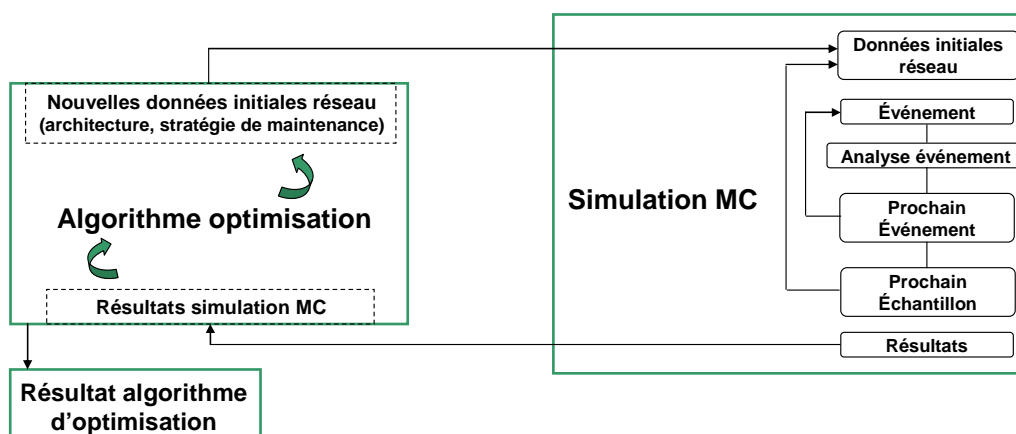 Nouvelles données initiales réseau
(architecture, stratégie de maintenance)
Algorithme optimisation
Résultats simulation MC
Résultat algorithme
d'optimisation
Simulation MC
Données initiales
réseau
Événement
Analyse événement
Prochain
Événement
Prochain
Échantillon
Résultats